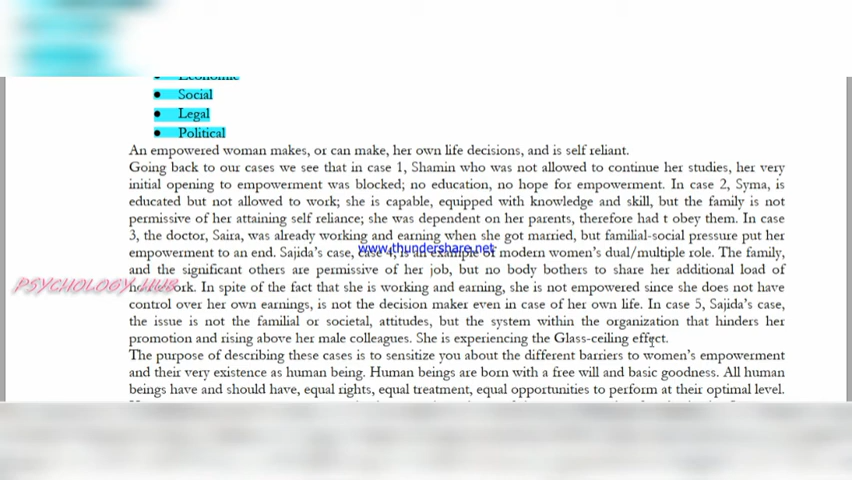 Economic
• Social
• Legal
• Political
An empowered woman makes, or can make, her own life decisions, and is self reliant.
Going back to our cases we see that in case 1, Shamin who was not allowed to continue her studies, her very
initial opening to empowerment was blocked; no education, no hope for empowerment. In case 2, Syma, is
educated but not allowed to work; she is capable, equipped with knowledge and skill, but the family is not
permissive of her attaining self reliance; she was dependent on her parents, therefore had t obey them. In case
3, the doctor, Saira, was already working and earning when she got married, but familial-social pressure put her
www.thundershare.net
empowerment to an end. Sajida's case, case 4, is an example of modern women's dual/multiple role. The family,
and the significant others are permissive of her job, but no body bothers to share her additional load of
PSYCHOLOGY HUB
housework. In spite of the fact that she is working and earning, she is not empowered since she does not have
control over her own earnings, is not the decision maker even in case of her own life. In case 5, Sajida's case,
the issue is not the familial or societal, attitudes, but the system within the organization that hinders her
promotion and rising above her male colleagues. She is experiencing the Glass-ceiling effect.
The purpose of describing these cases is to sensitize you about the different barriers to women's empowerment
and their very existence as human being. Human beings are born with a free will and basic goodness. All human
beings have and should have, equal rights, equal treatment, equal opportunities to perform at their optimal level.